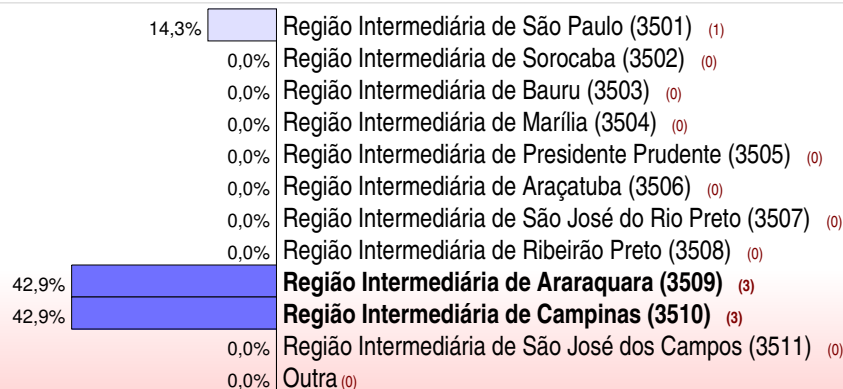 14,3% Região Intermediária de São Paulo (3501) (1)
0,0% Região Intermediária de Sorocaba (3502) (0)
0,0% Região Intermediária de Bauru (3503) (0)
0,0% Região Intermediária de Marília (3504) (0)
0,0% Região Intermediária de Presidente Prudente (3505) (0)
0,0% Região Intermediária de Araçatuba (3506) (0)
0,0% Região Intermediária de São José do Rio Preto (3507) (0)
0,0% Região Intermediária de Ribeirão Preto (3508) (0)
42,9% Região Intermediária de Araraquara (3509) (3)
42,9% Região Intermediária de Campinas (3510) (3)
0,0% Região Intermediária de São José dos Campos (3511) (0)
0,0% Outra (0)